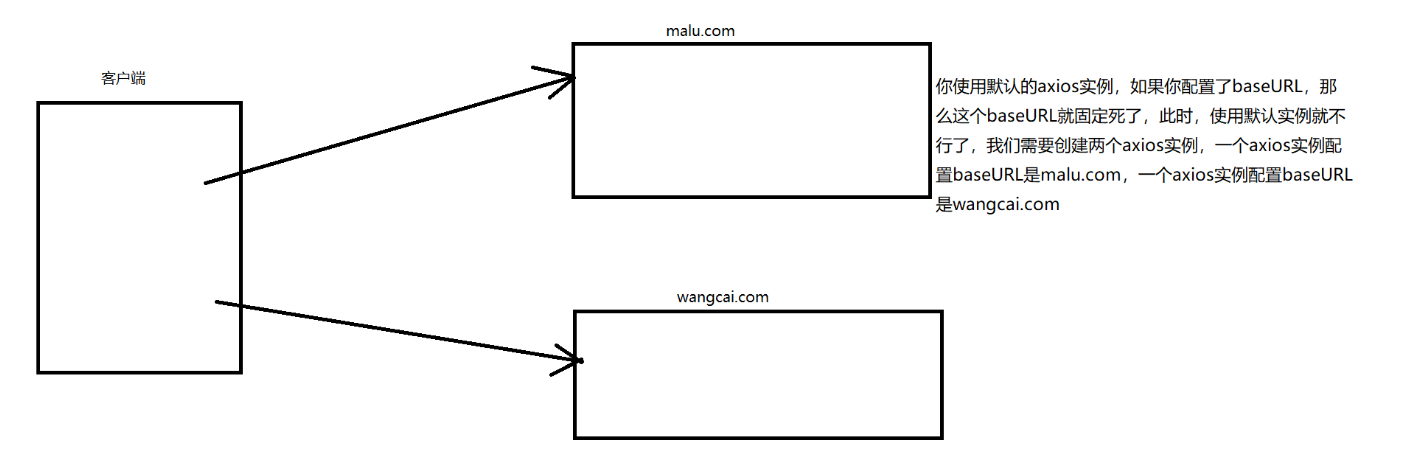 客户端
malu.com
你使用默认的axios实例，如果你配置了baseURL，那
么这个baseURL就固定死了，此时，使用默认实例就不
行了，我们需要创建两个axios实例，一个axios实例配
置baseURL是malu.com，一个axios实例配置baseURL
是wangcai.com
wangcai.com